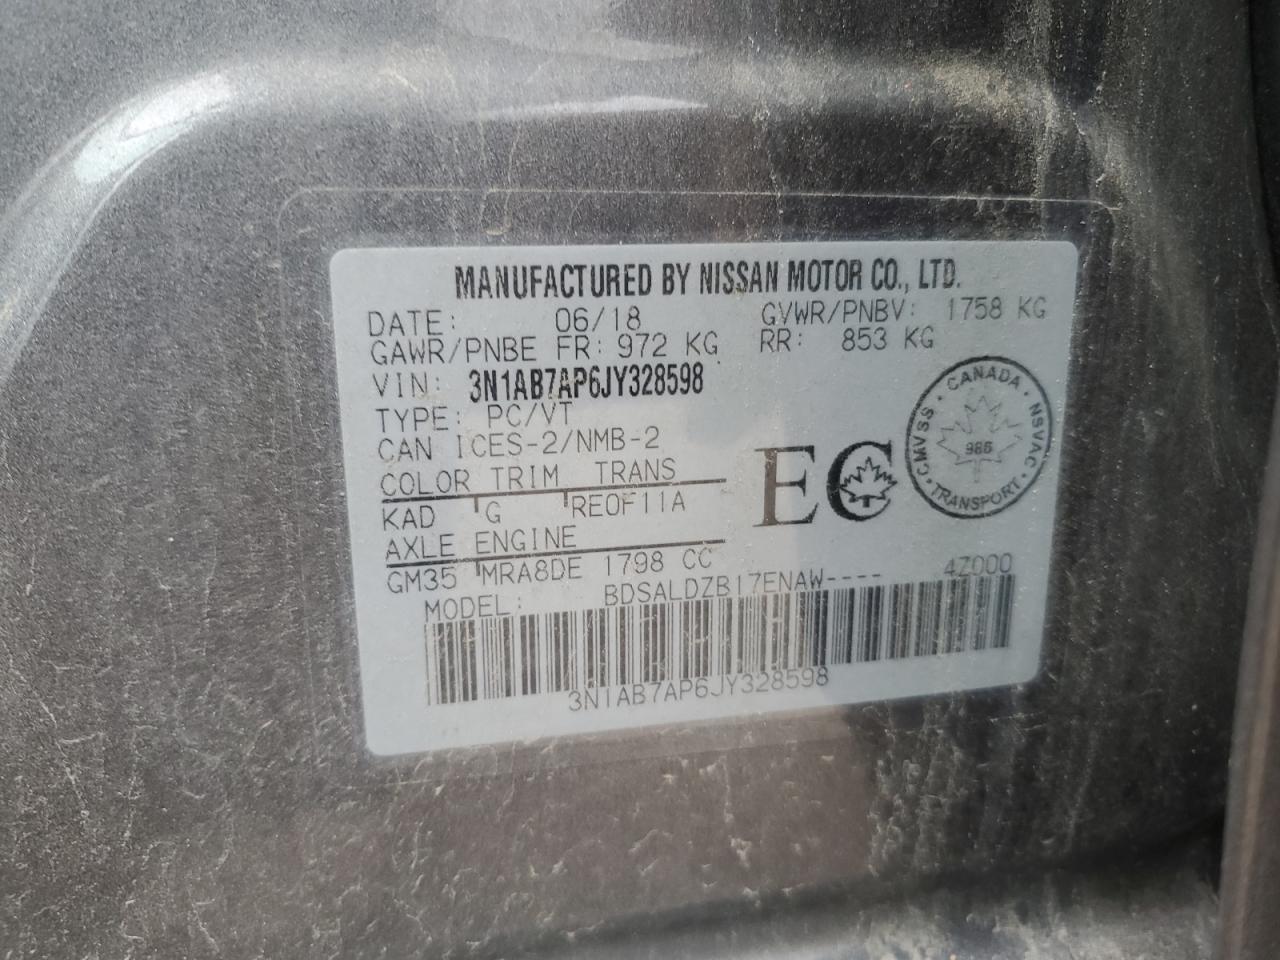 MANUFACTURED BY NISSAN MOTOR CO., LTD.
DATE: 06/18 GVWR/PNBV: 1758 KG
GAWR/PNBE FR: 972 KG RR: 853 KG
VIN: 3N1AB7AP6JY328598
TYPE: PC/VT
CAN ICES-2/NMB-2
COLOR TRIM TRANS
KAD G RE0F11A
AXLE ENGINE
GM35 MRA8DE 1798 CC
MODEL: BDSALDZB17ENAW---- 4Z000
3N1AB7AP6JY328598
EC
CANADA
CMVSS NSVAC
986
TRANSPORT